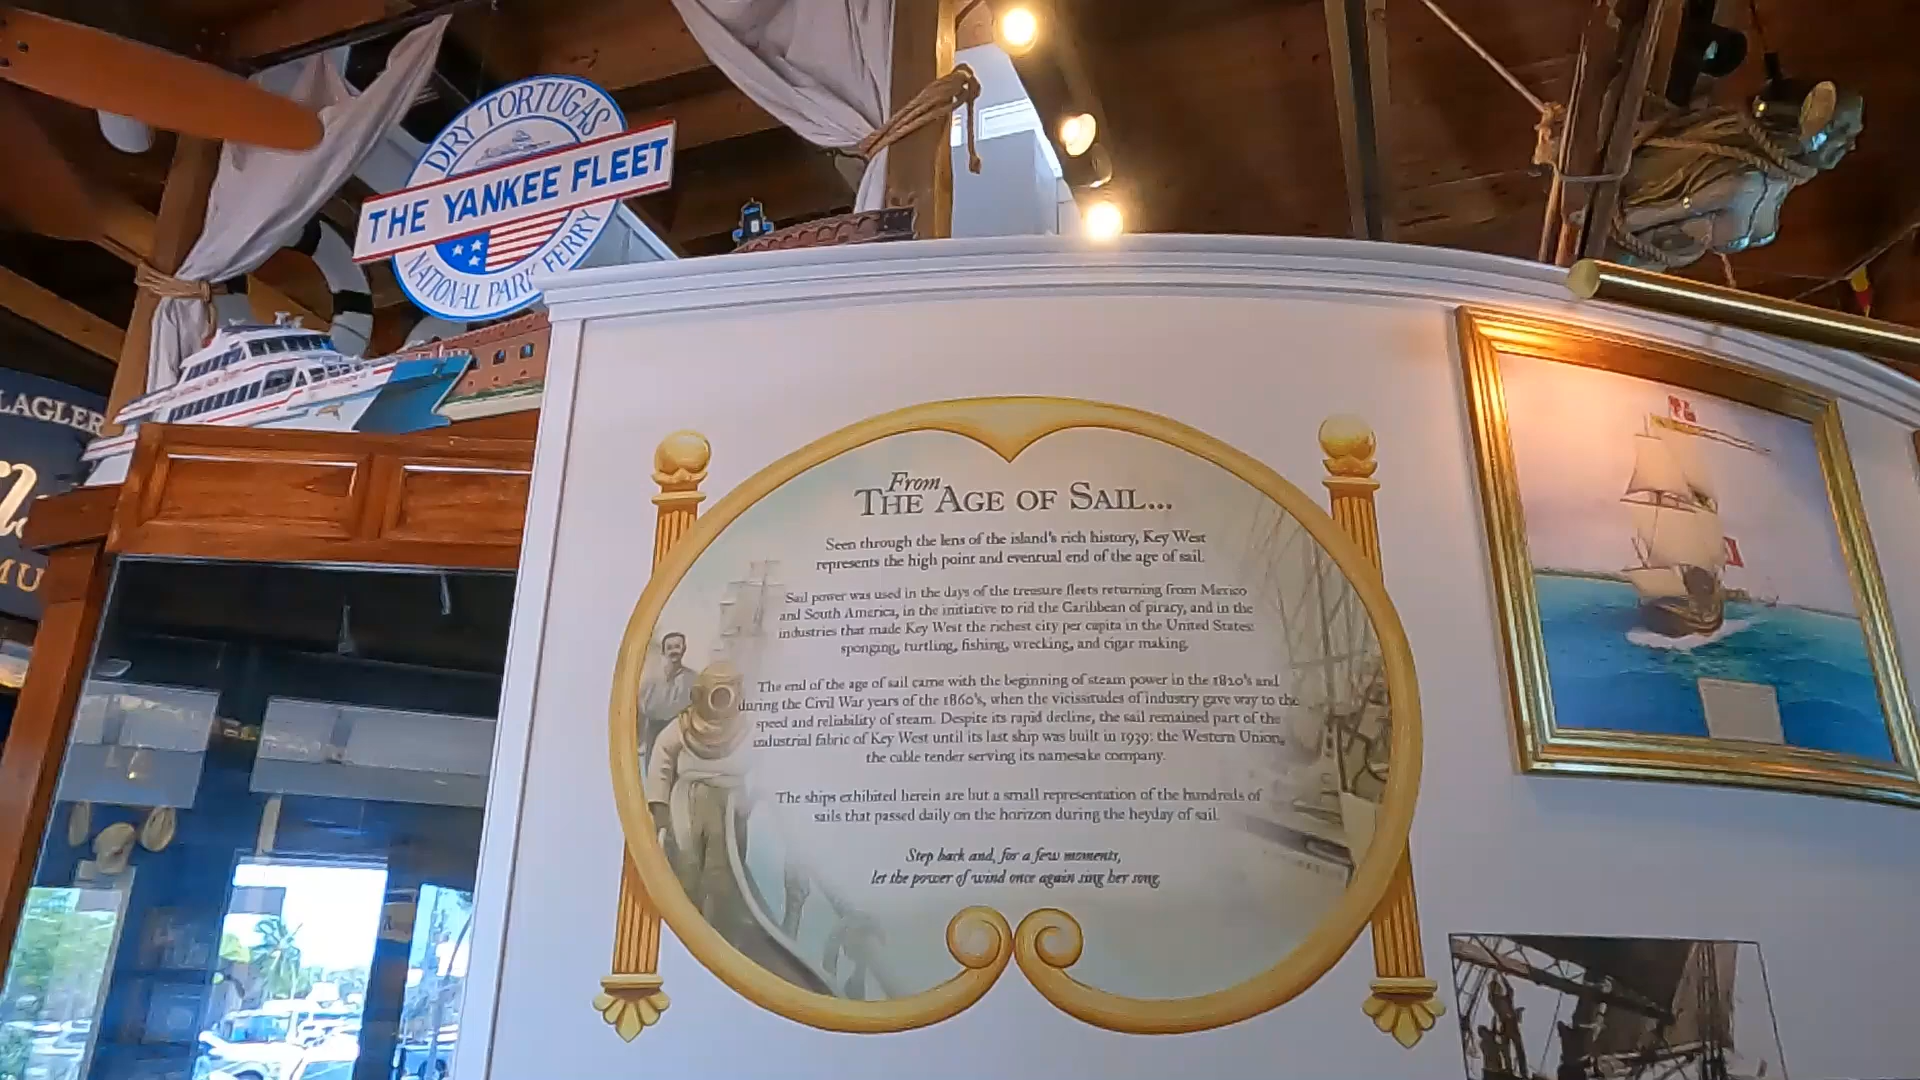 DRY TORTUGAS
THE YANKEE FLEET
NATIONAL PARK FERRY
LAGLER
MU
From
THE AGE OF SAIL...
Seen through the lens of the island's rich history, Key West
represents the high point and eventual end of the age of sail.
Sail power was used in the days of the treasure fleets returning from Mexico
and South America, in the initiative to rid the Caribbean of piracy, and in the
industries that made Key West the richest city per capita in the United States:
sponging, turtling, fishing, wrecking, and cigar making.
The end of the age of sail came with the beginning of steam power in the 1820's and
during the Civil War years of the 1860's, when the vicissitudes of industry gave way to the
speed and reliability of steam. Despite its rapid decline, the sail remained part of the
industrial fabric of Key West until its last ship was built in 1939: the Western Union,
the cable tender serving its namesake company.
The ships exhibited herein are but a small representation of the hundreds of
sails that passed daily on the horizon during the heyday of sail.
Step back and, for a few moments,
let the power of wind once again sing her song.